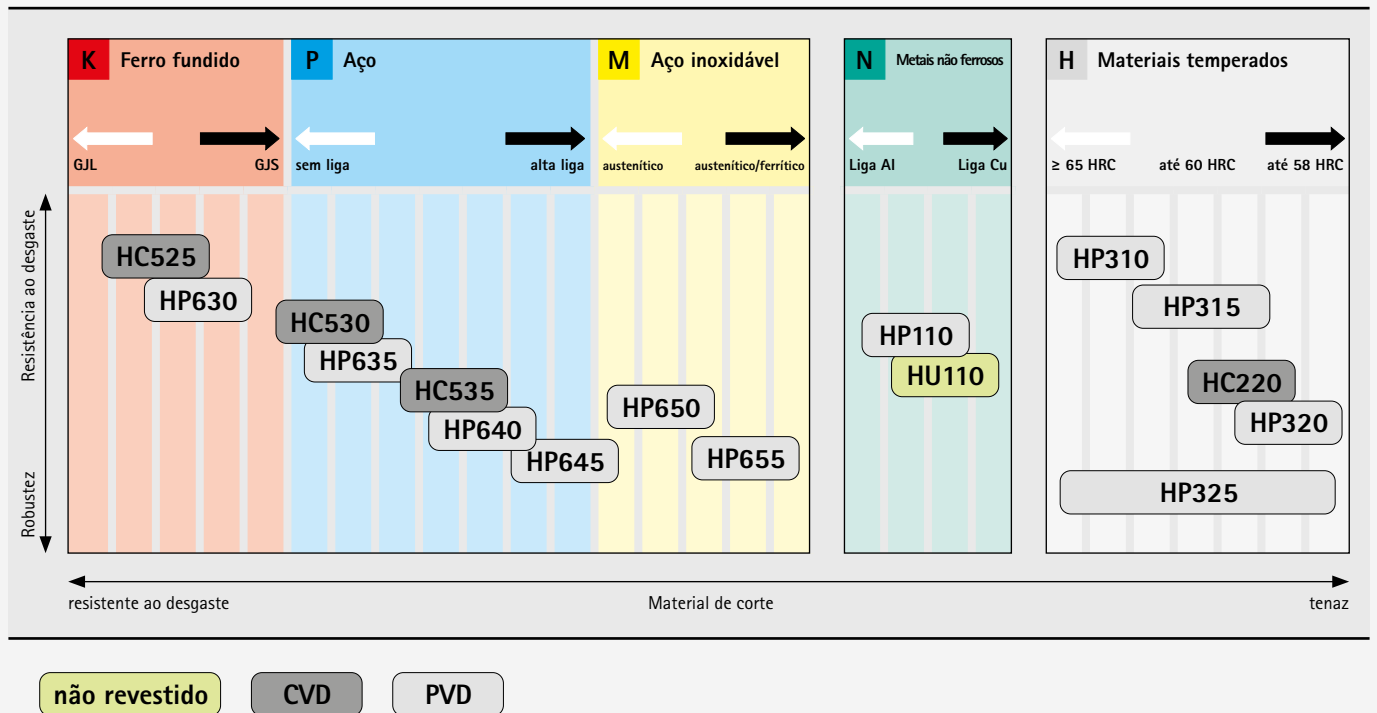 K Ferro fundido
P Aço
M Aço inoxidável
N Metais não ferrosos
H Materiais temperados
GJL GJS
sem liga alta liga
austenítico austenítico/ferrítico
Liga Al Liga Cu
≥ 65 HRC até 60 HRC até 58 HRC
Resistência ao desgaste
Robustez
HC525
HP630
HC530
HP635
HC535
HP640
HP645
HP650
HP655
HP110
HU110
HP310
HP315
HC220
HP320
HP325
resistente ao desgaste Material de corte tenaz
não revestido CVD PVD